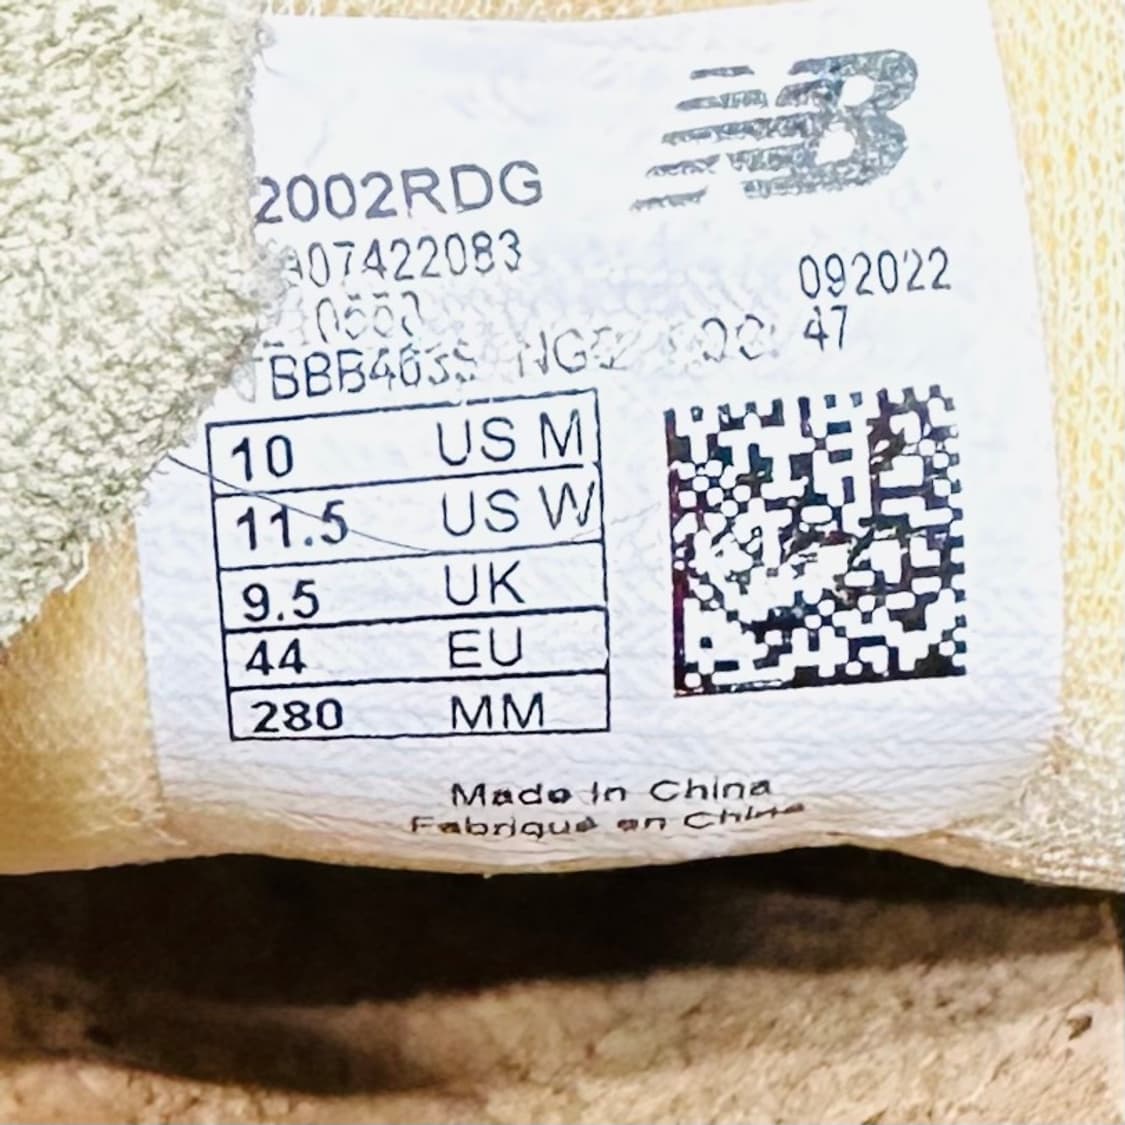 2002RDG
07422083
092022
47
10 US M
11.5 US W
9.5 UK
44 EU
280 MM
Made in China
Fabriqué en Chine